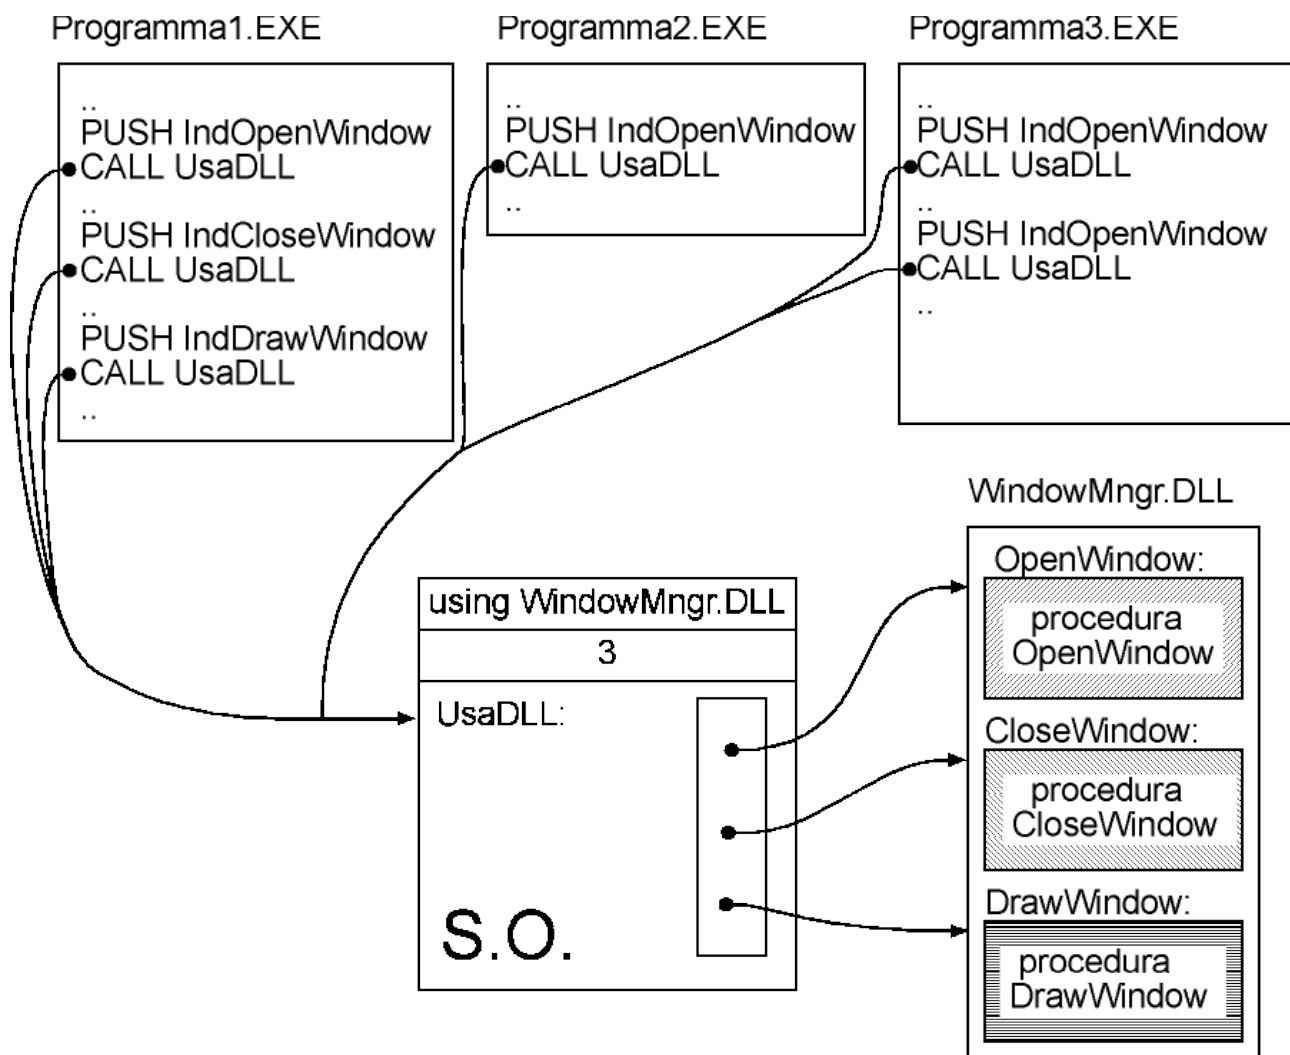 Programma1.EXE
..
PUSH IndOpenWindow
CALL UsaDLL
..
PUSH IndCloseWindow
CALL UsaDLL
..
PUSH IndDrawWindow
CALL UsaDLL
..
Programma2.EXE
..
PUSH IndOpenWindow
CALL UsaDLL
..
Programma3.EXE
..
PUSH IndOpenWindow
CALL UsaDLL
..
PUSH IndOpenWindow
CALL UsaDLL
..
using WindowMngr.DLL
3
UsaDLL:
S.O.
WindowMngr.DLL
OpenWindow:
procedura
OpenWindow
CloseWindow:
procedura
CloseWindow
DrawWindow:
procedura
DrawWindow